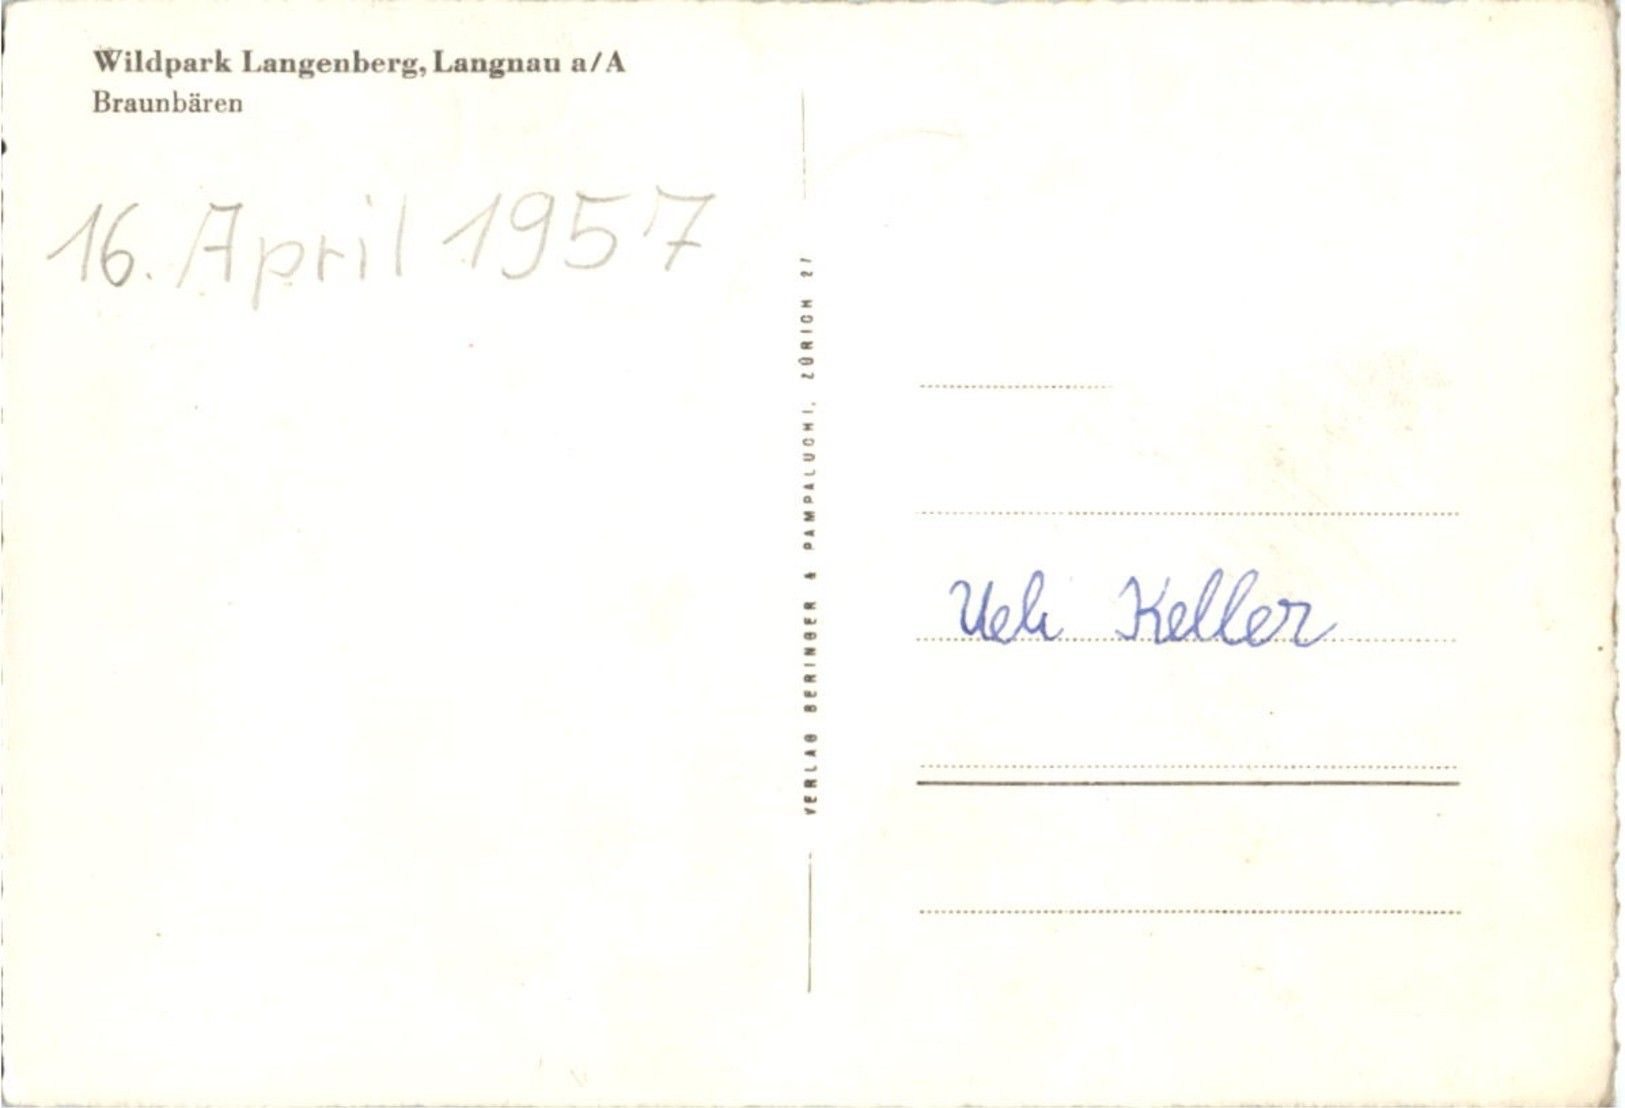 Wildpark Langenberg, Langnau a/A
Braunbären
16. April 1957
VERLAG BERINGER & PAMPALUCHI, ZÜRICH 27
Ueli Keller